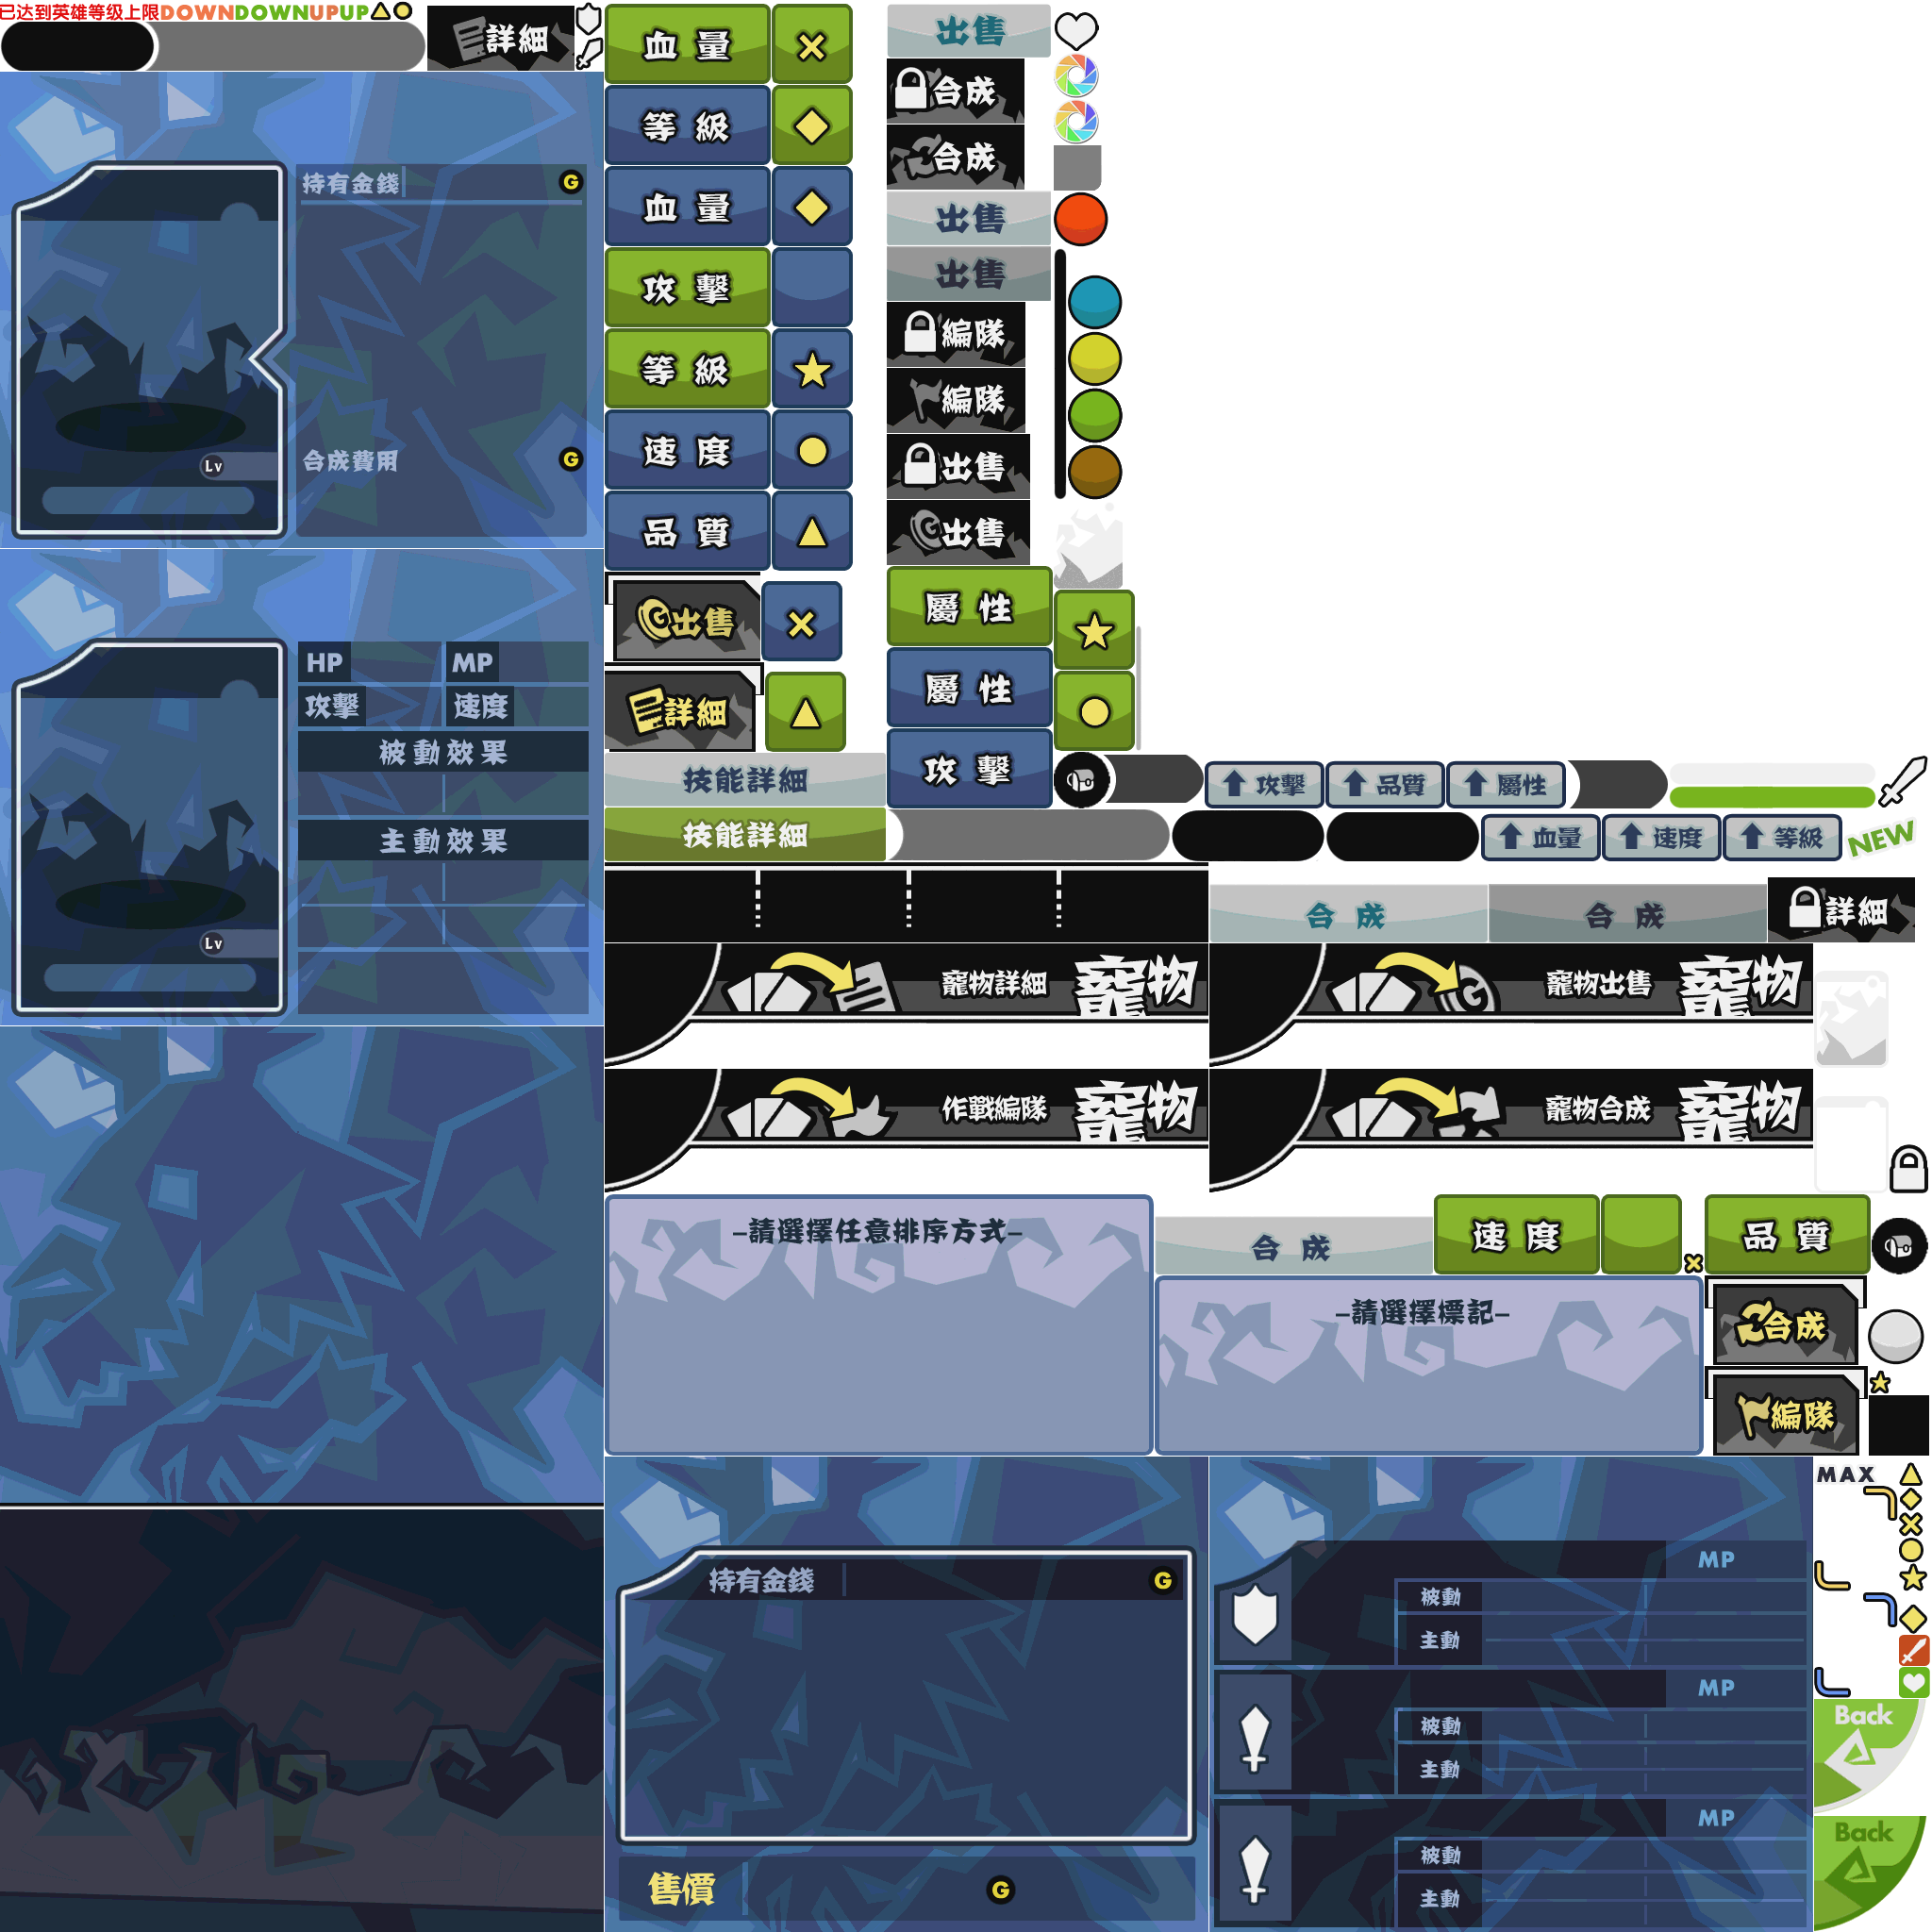 已达到英雄等级上限DOWNDOWNUPUP
詳細
持有金錢
G
合成費用
G
Lv
HP
MP
攻擊
速度
被動效果
主動效果
Lv
血量
等級
血量
攻擊
等級
速度
品質
G出售
詳細
技能詳細
技能詳細
出售
合成
合成
出售
出售
編隊
編隊
出售
G出售
屬性
屬性
攻擊
攻擊
品質
屬性
血量
速度
等級
NEW
合成
合成
詳細
寵物詳細
寵物
G
寵物出售
寵物
作戰編隊
寵物
寵物合成
寵物
–請選擇任意排序方式–
合成
速度
品質
–請選擇標記–
合成
編隊
持有金錢
G
售價
G
MP
被動
主動
MP
被動
主動
MP
被動
主動
MAX
Back
Back